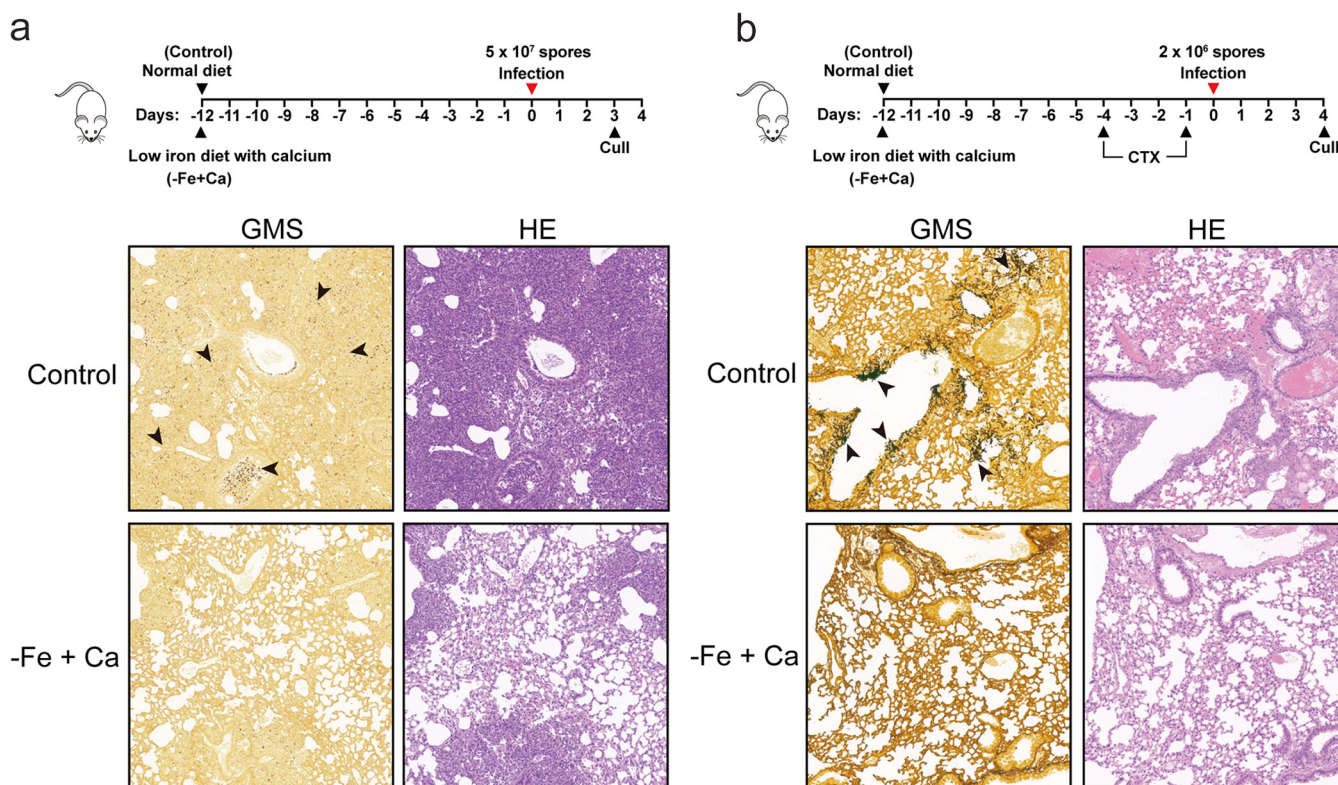 a
(Control)
Normal diet
5 x 10⁷ spores
Infection
Days: -12 -11 -10 -9 -8 -7 -6 -5 -4 -3 -2 -1 0 1 2 3 4
Low iron diet with calcium
(-Fe+Ca)
Cull
GMS HE
Control
-Fe + Ca
b
(Control)
Normal diet
2 x 10⁶ spores
Infection
Days: -12 -11 -10 -9 -8 -7 -6 -5 -4 -3 -2 -1 0 1 2 3 4
Low iron diet with calcium
(-Fe+Ca)
CTX
Cull
GMS HE
Control
-Fe + Ca